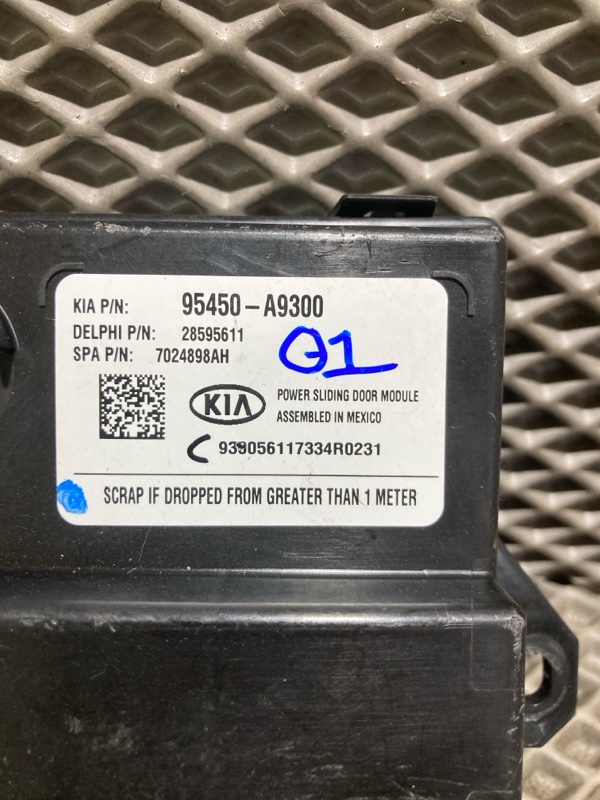 KIA P/N: 95450-A9300
DELPHI P/N: 28595611
SPA P/N: 7024898AH
Q1
KIA
POWER SLIDING DOOR MODULE
ASSEMBLED IN MEXICO
C 939056117334R0231
SCRAP IF DROPPED FROM GREATER THAN 1 METER